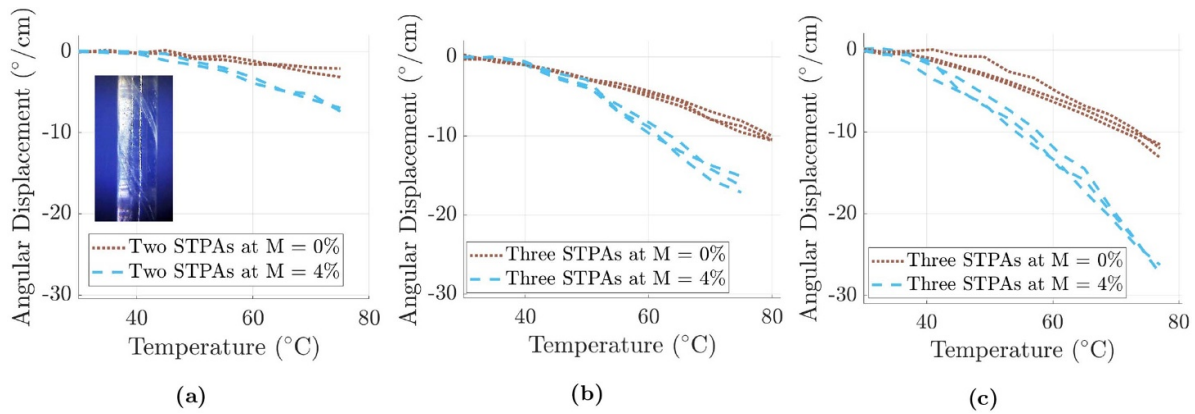 0
-10
-20
-30
Angular Displacement (°/cm)
Two STPAs at M = 0%
Two STPAs at M = 4%
40
60
80
Temperature (°C)
(a)
0
-10
-20
-30
Angular Displacement (°/cm)
Three STPAs at M = 0%
Three STPAs at M = 4%
40
60
80
Temperature (°C)
(b)
0
-10
-20
-30
Angular Displacement (°/cm)
Three STPAs at M = 0%
Three STPAs at M = 4%
40
60
80
Temperature (°C)
(c)